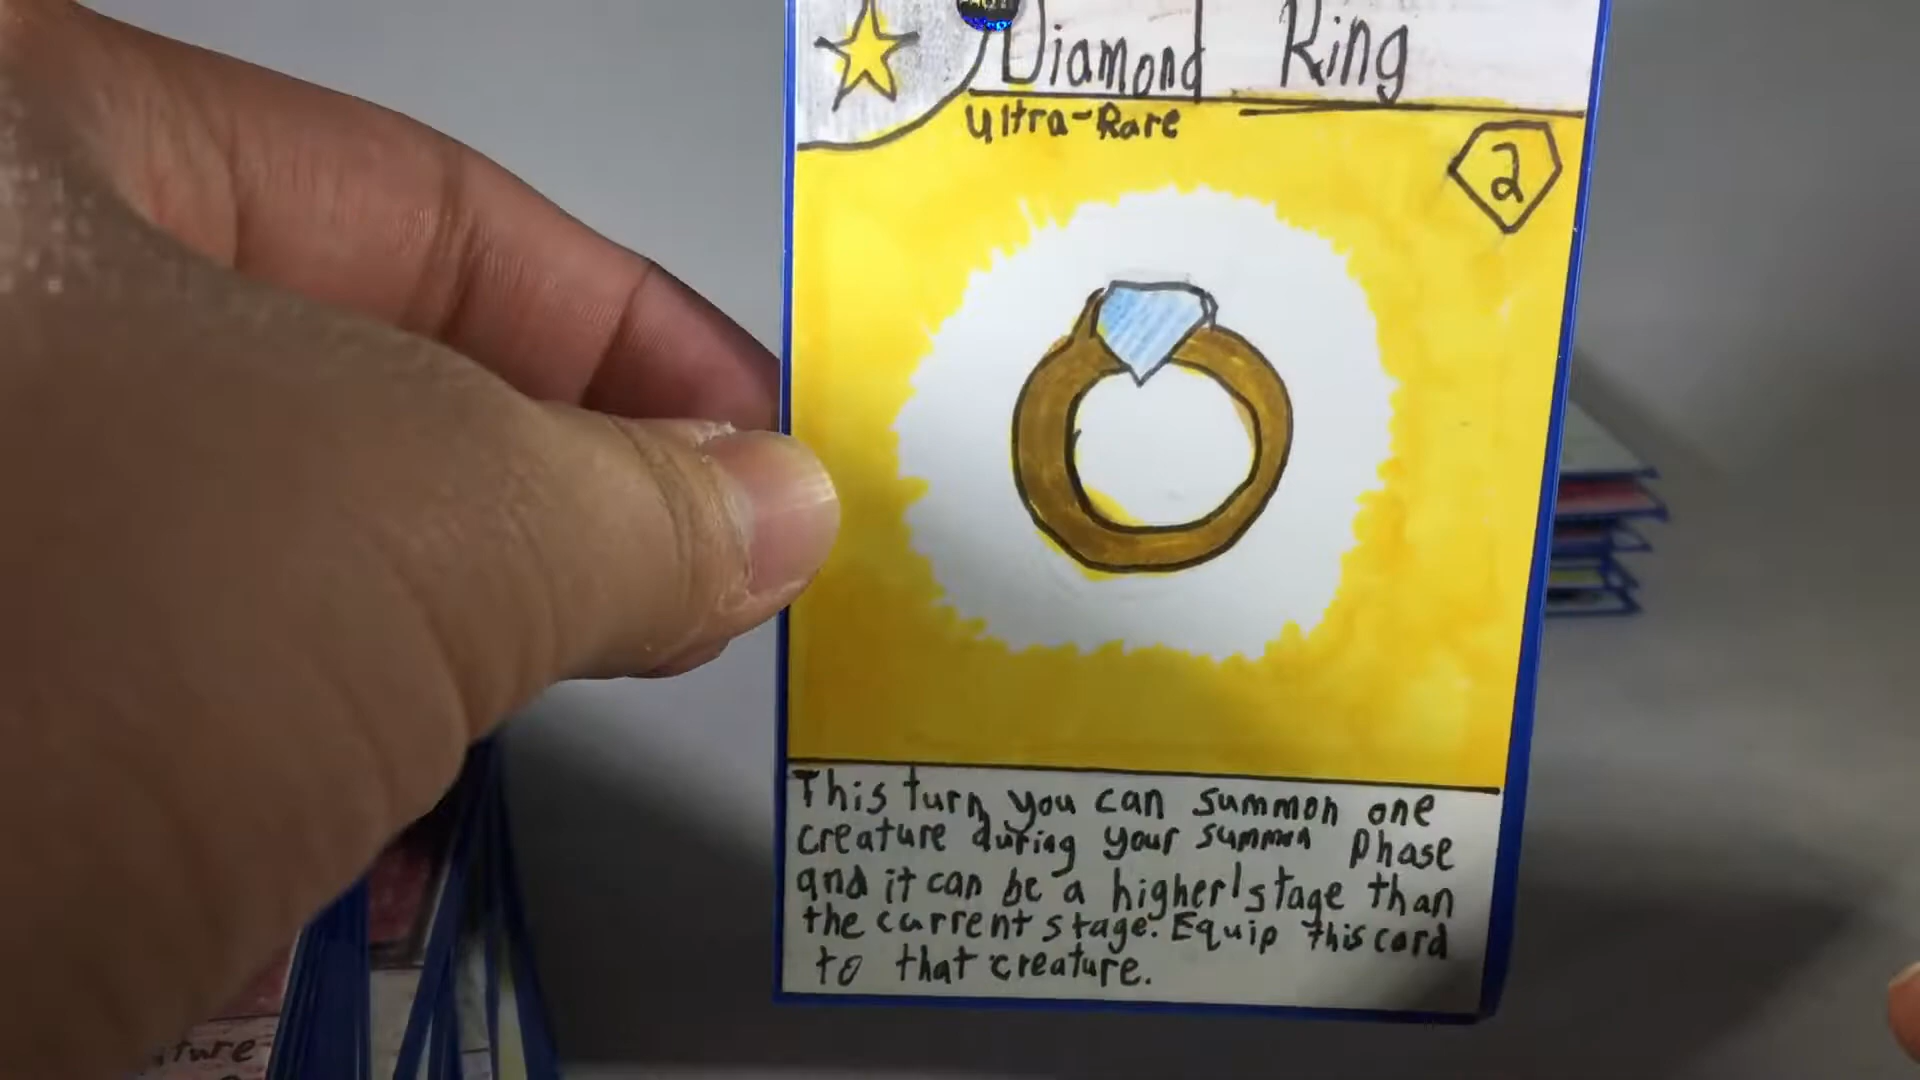 Diamond Ring
Ultra-Rare
2
This turn you can summon one
creature during your summon Phase
and it can be a higher stage than
the current stage. Equip this card
to that creature.